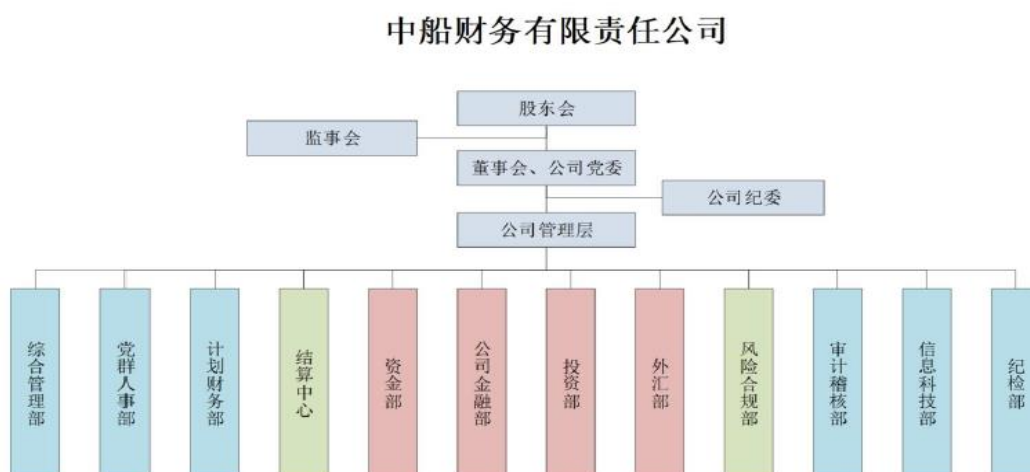 中船财务有限责任公司
股东会
监事会
董事会、公司党委
公司纪委
公司管理层
综合管理部
党群人事部
计划财务部
结算中心
资金部
公司金融部
投资部
外汇部
风险合规部
审计稽核部
信息科技部
纪检部